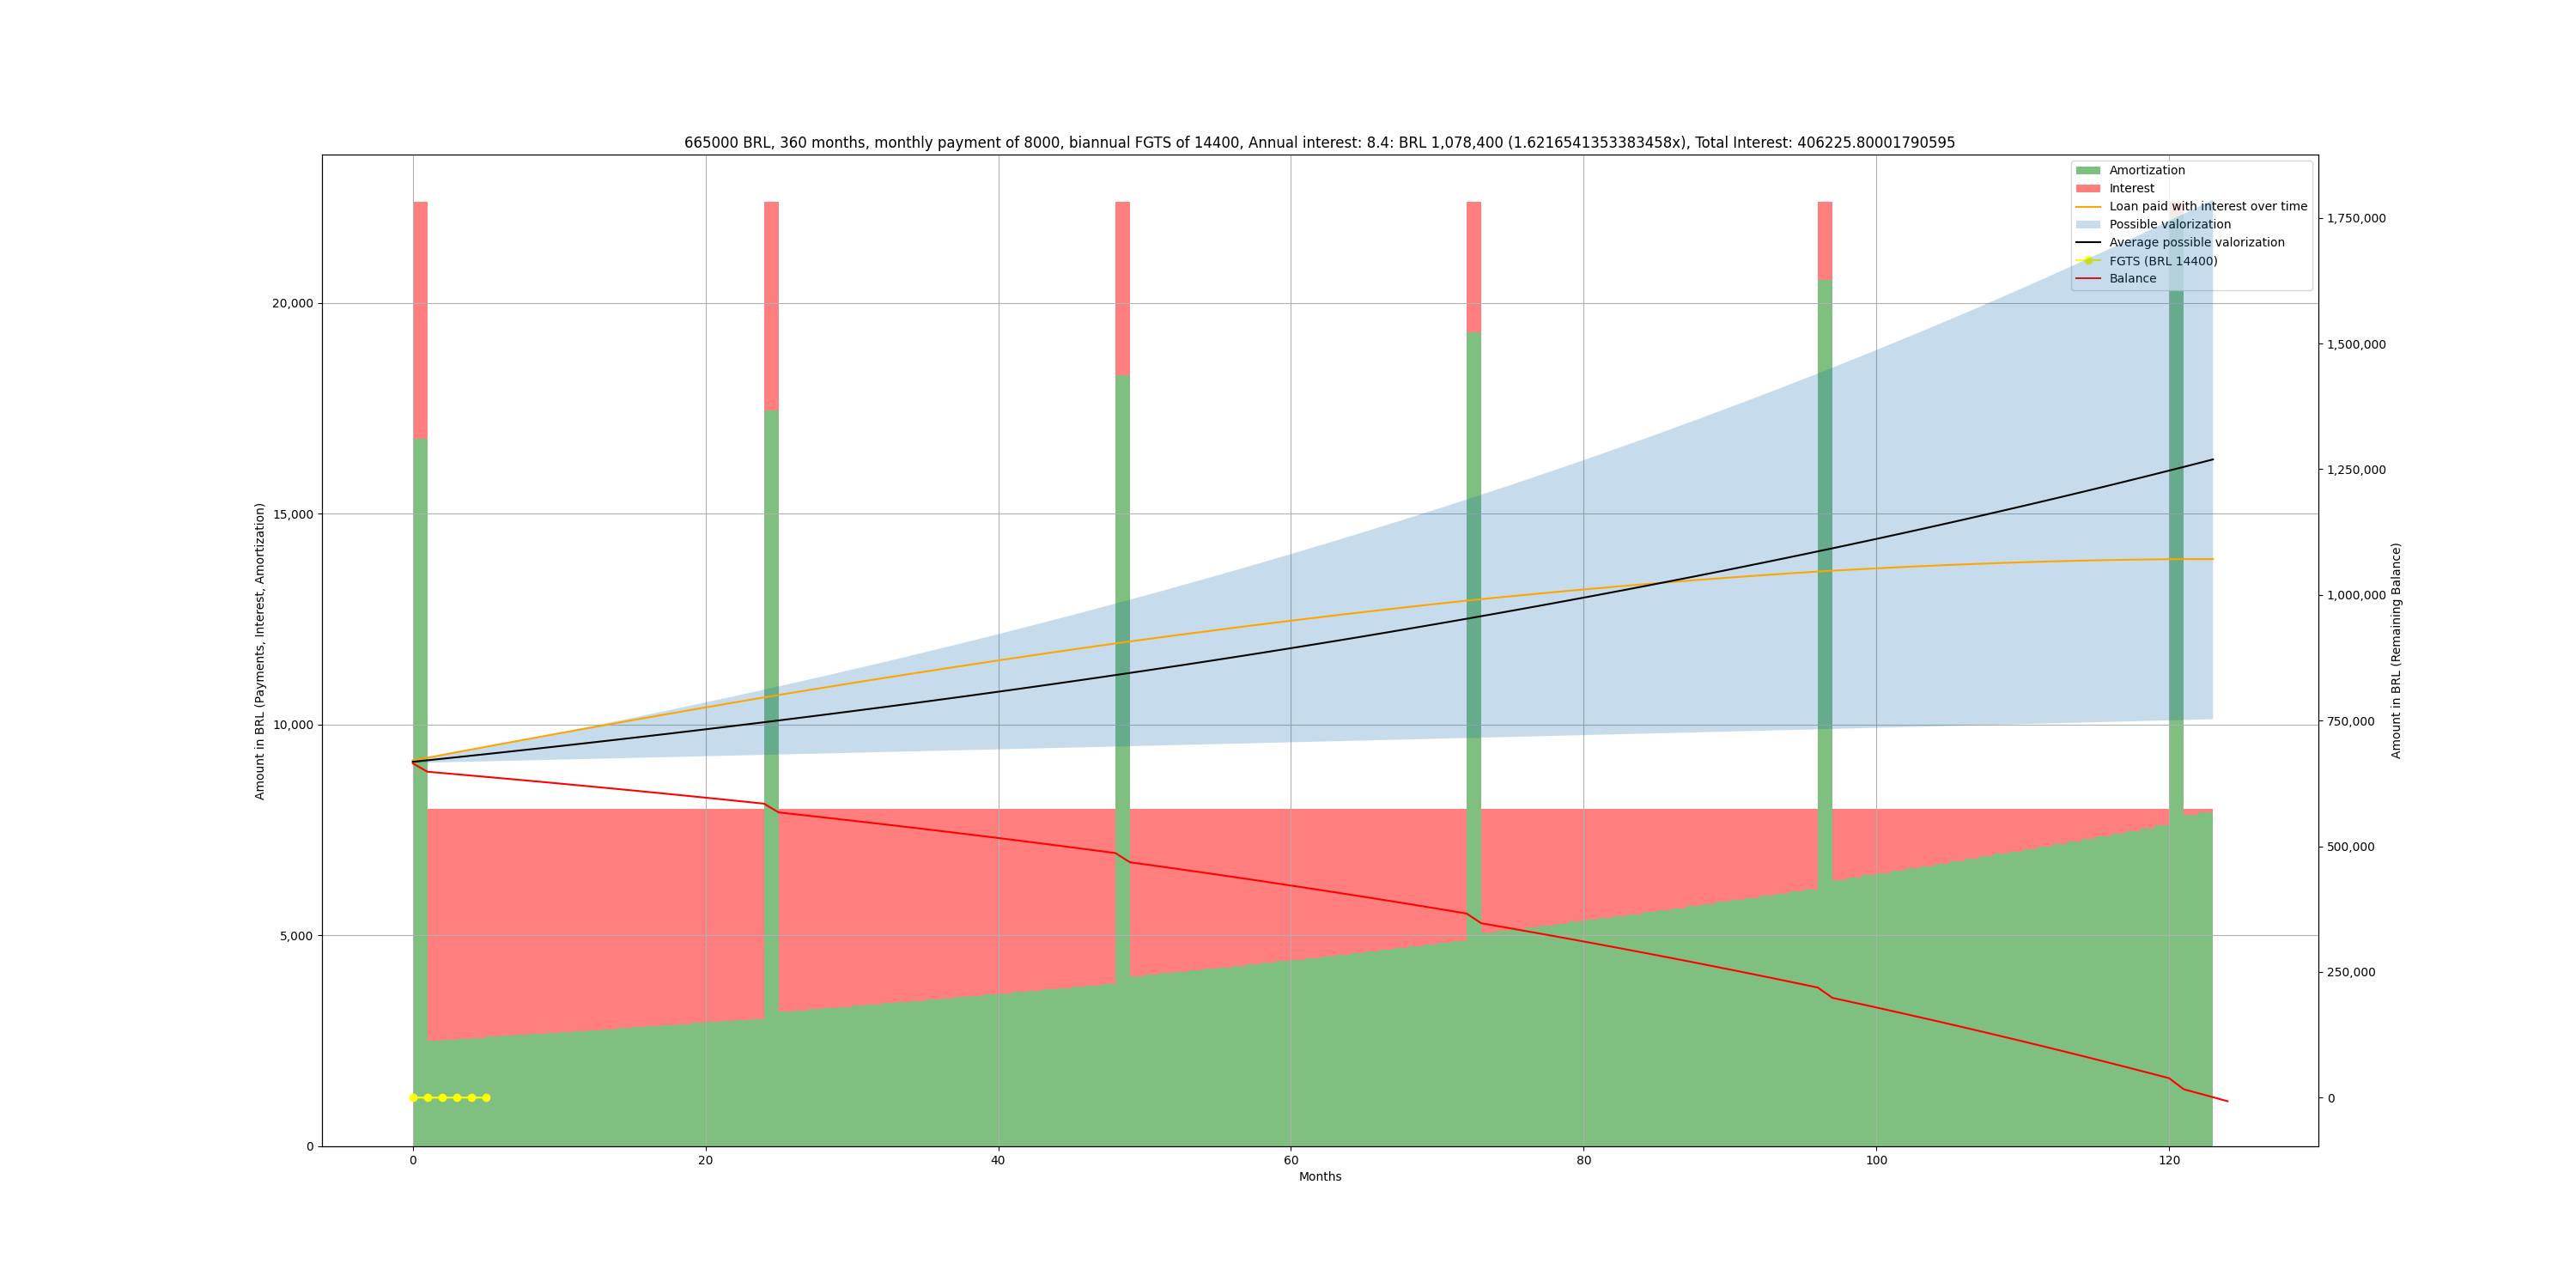 665000 BRL, 360 months, monthly payment of 8000, biannual FGTS of 14400, Annual interest: 8.4: BRL 1,078,400 (1.6216541353383458x), Total Interest: 406225.80001790595
Amortization
Interest
Loan paid with interest over time
Possible valorization
Average possible valorization
FGTS (BRL 14400)
Balance
Amount in BRL (Payments, Interest, Amortization)
20,000
15,000
10,000
5,000
0
1,750,000
1,500,000
1,250,000
1,000,000
750,000
500,000
250,000
0
Amount in BRL (Remaining Balance)
0 20 40 60 80 100 120
Months